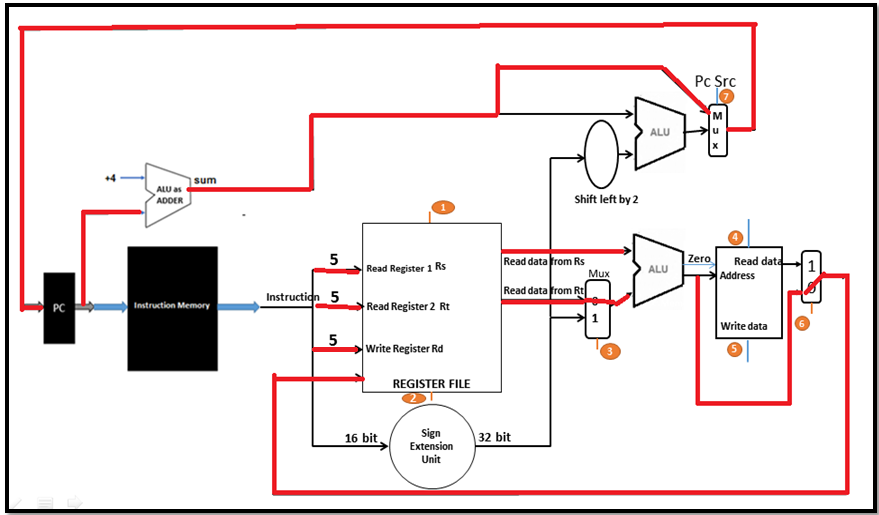 Pc Src
7
M
u
x
ALU
+4
sum
ALU as
ADDER
Shift left by 2
1
5
Read Register 1 Rs
Read data from Rs
4
Zero
Read data
1
ALU
Address
Mux
Instruction
5
Read Register 2 Rt
Read data from Rt
0
1
0
PC
Instruction Memory
Write data
6
5
Write Register Rd
3
5
REGISTER FILE
2
16 bit
Sign
Extension
Unit
32 bit